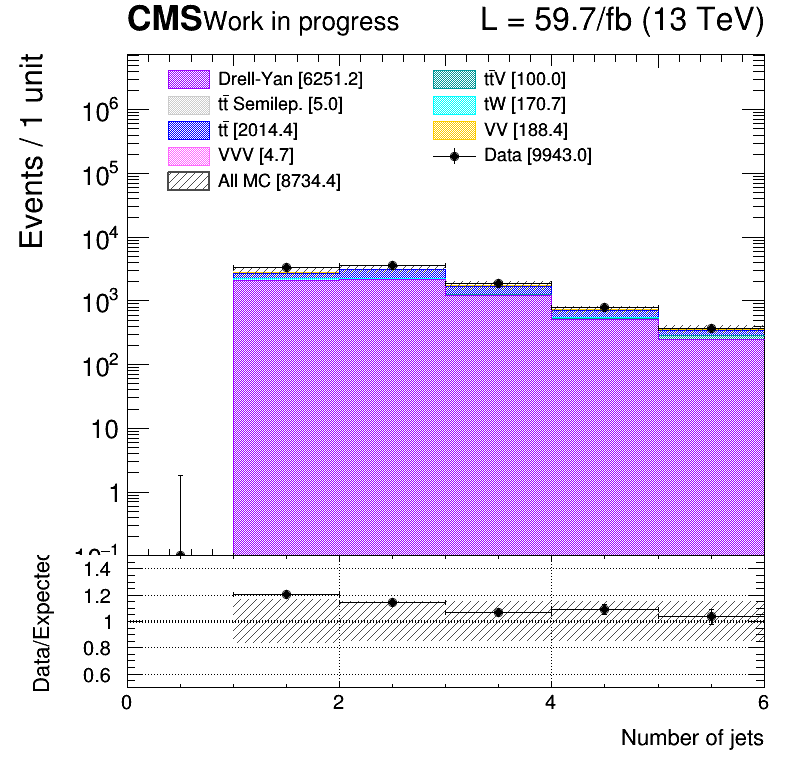 CMS Work in progress L = 59.7/fb (13 TeV)
Events / 1 unit
Drell-Yan [6251.2]
tt̄ Semilep. [5.0]
tt̄ [2014.4]
VVV [4.7]
All MC [8734.4]
tt̄V [100.0]
tW [170.7]
VV [188.4]
Data [9943.0]
10⁶
10⁵
10⁴
10³
10²
10
1
10⁻¹
Data/Expected
1.4
1.2
1
0.8
0.6
0 2 4 6
Number of jets